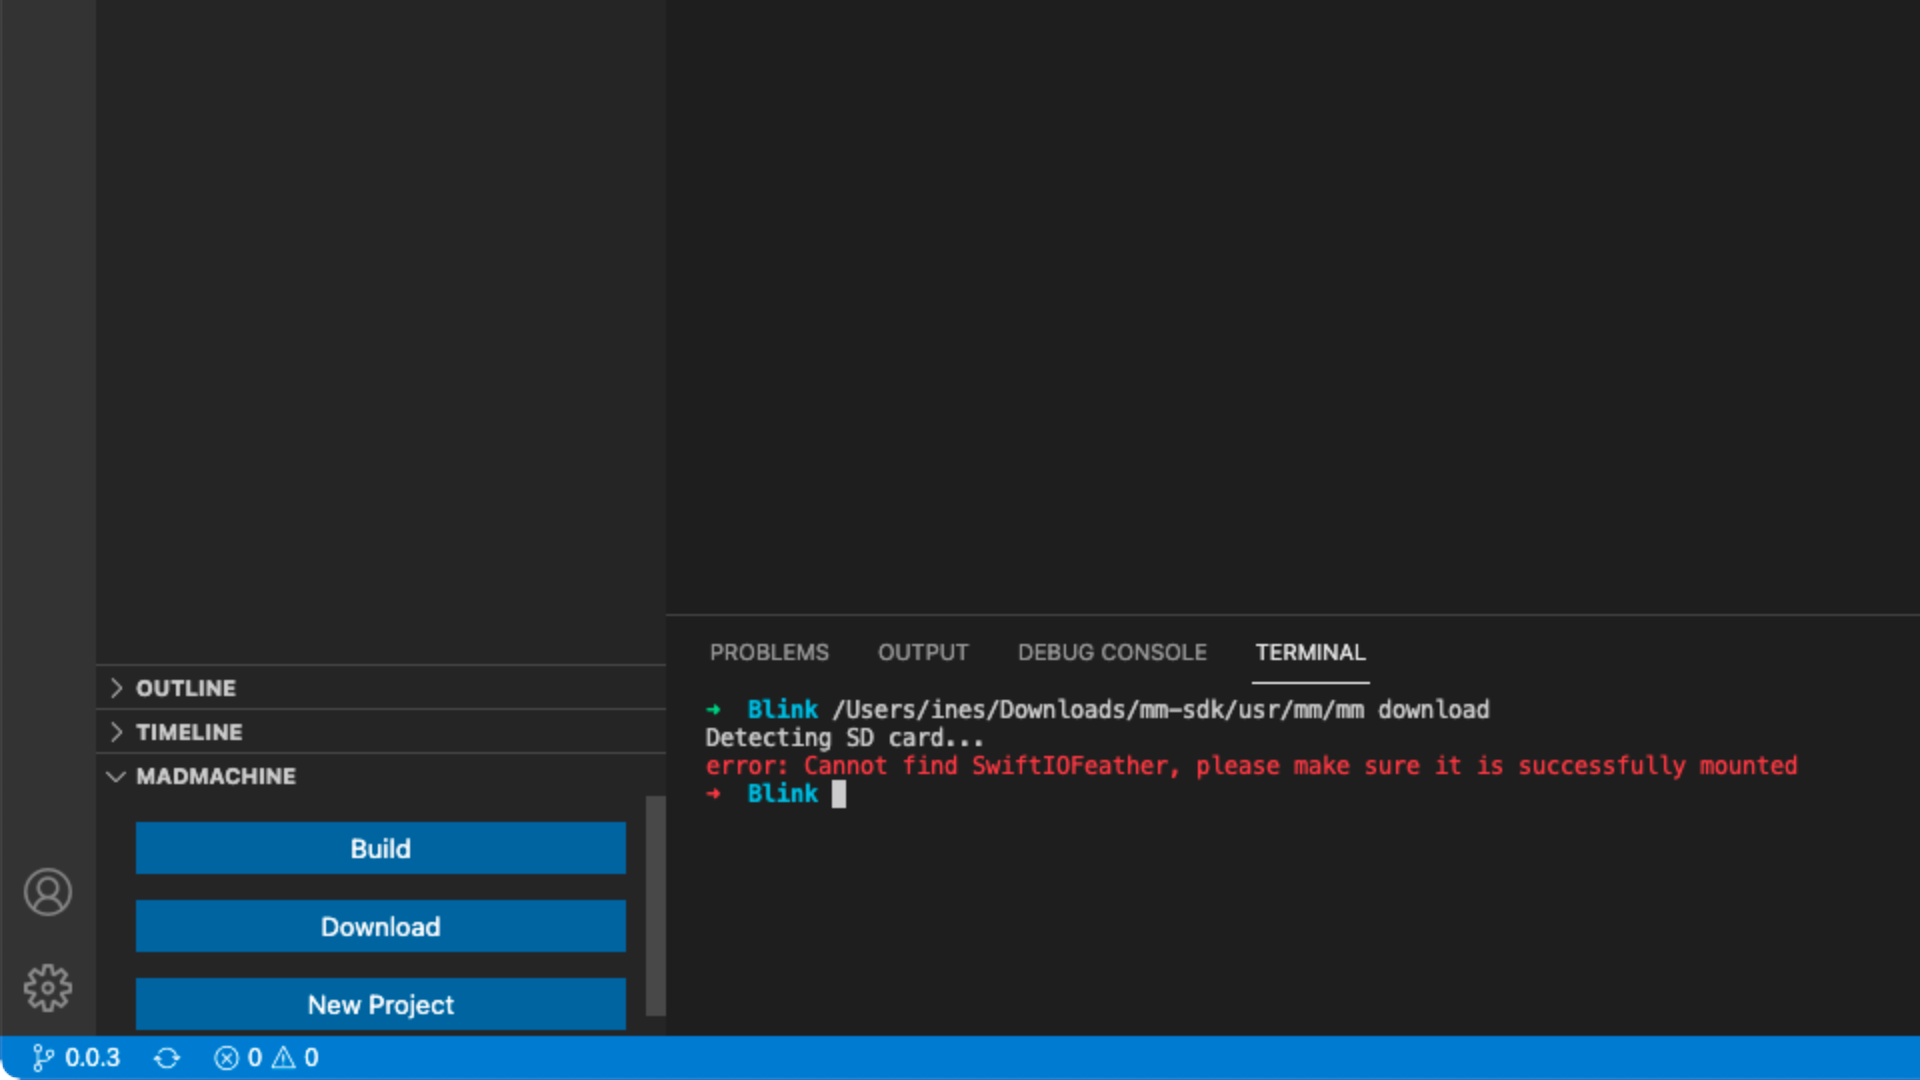 OUTLINE
TIMELINE
MADMACHINE
Build
Download
New Project
PROBLEMS OUTPUT DEBUG CONSOLE TERMINAL
➜ Blink /Users/ines/Downloads/mm-sdk/usr/mm/mm download
Detecting SD card...
error: Cannot find SwiftIOFeather, please make sure it is successfully mounted
➜ Blink
0.0.3 0 0